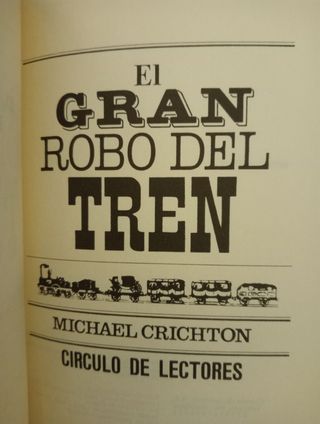 El
GRAN
ROBO DEL
TREN
MICHAEL CRICHTON
CIRCULO DE LECTORES